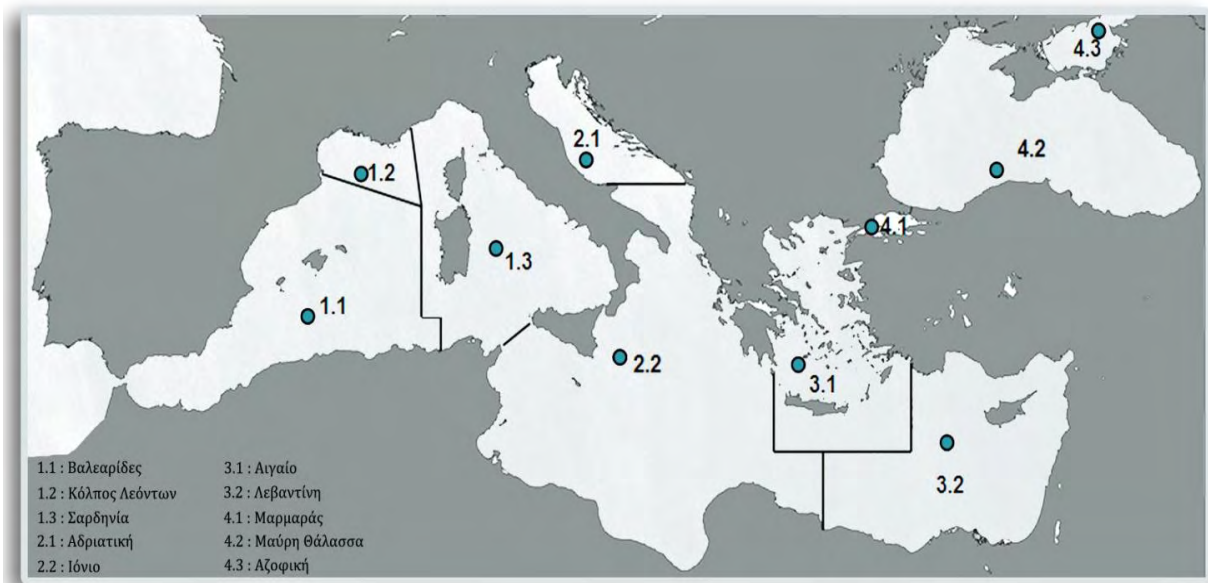 4.3
2.1
1.2
4.2
4.1
1.3
1.1
2.2
3.1
3.2
1.1 : Βαλεαρίδες
1.2 : Κόλπος Λεόντων
1.3 : Σαρδηνία
2.1 : Αδριατική
2.2 : Ιόνιο
3.1 : Αιγαίο
3.2 : Λεβαντίνη
4.1 : Μαρμαράς
4.2 : Μαύρη Θάλασσα
4.3 : Αζοφική